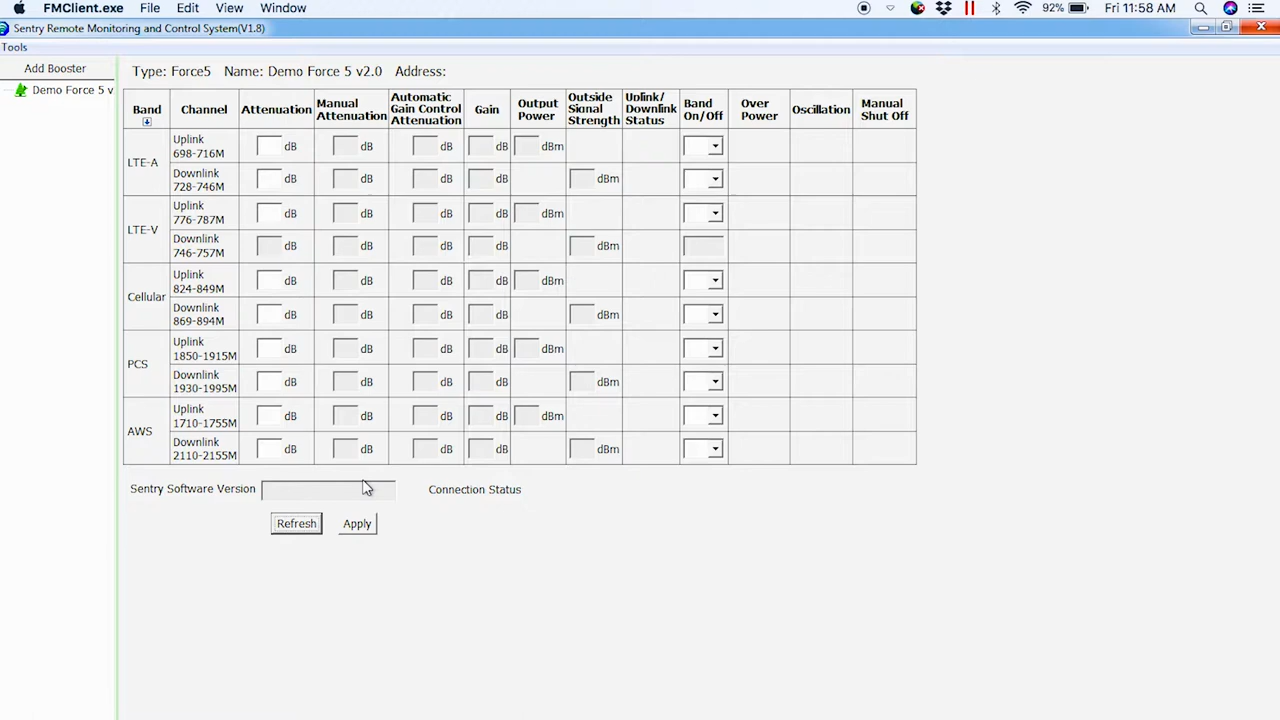 FMClient.exe File Edit View Window 92% Fri 11:58 AM
Sentry Remote Monitoring and Control System(V1.8)
Tools
Add Booster
Demo Force 5 v
Type: Force5 Name: Demo Force 5 v2.0 Address:
Band Channel Attenuation Manual Attenuation Automatic Gain Control Attenuation Gain Output Power Outside Signal Strength Uplink/ Downlink Status Band On/Off Over Power Oscillation Manual Shut Off
LTE-A
Uplink
698-716M dB dB dB dB dBm
Downlink
728-746M dB dB dB dB dBm
LTE-V
Uplink
776-787M dB dB dB dB dBm
Downlink
746-757M dB dB dB dB dBm
Cellular
Uplink
824-849M dB dB dB dB dBm
Downlink
869-894M dB dB dB dB dBm
PCS
Uplink
1850-1915M dB dB dB dB dBm
Downlink
1930-1995M dB dB dB dB dBm
AWS
Uplink
1710-1755M dB dB dB dB dBm
Downlink
2110-2155M dB dB dB dB dBm
Sentry Software Version Connection Status
Refresh Apply